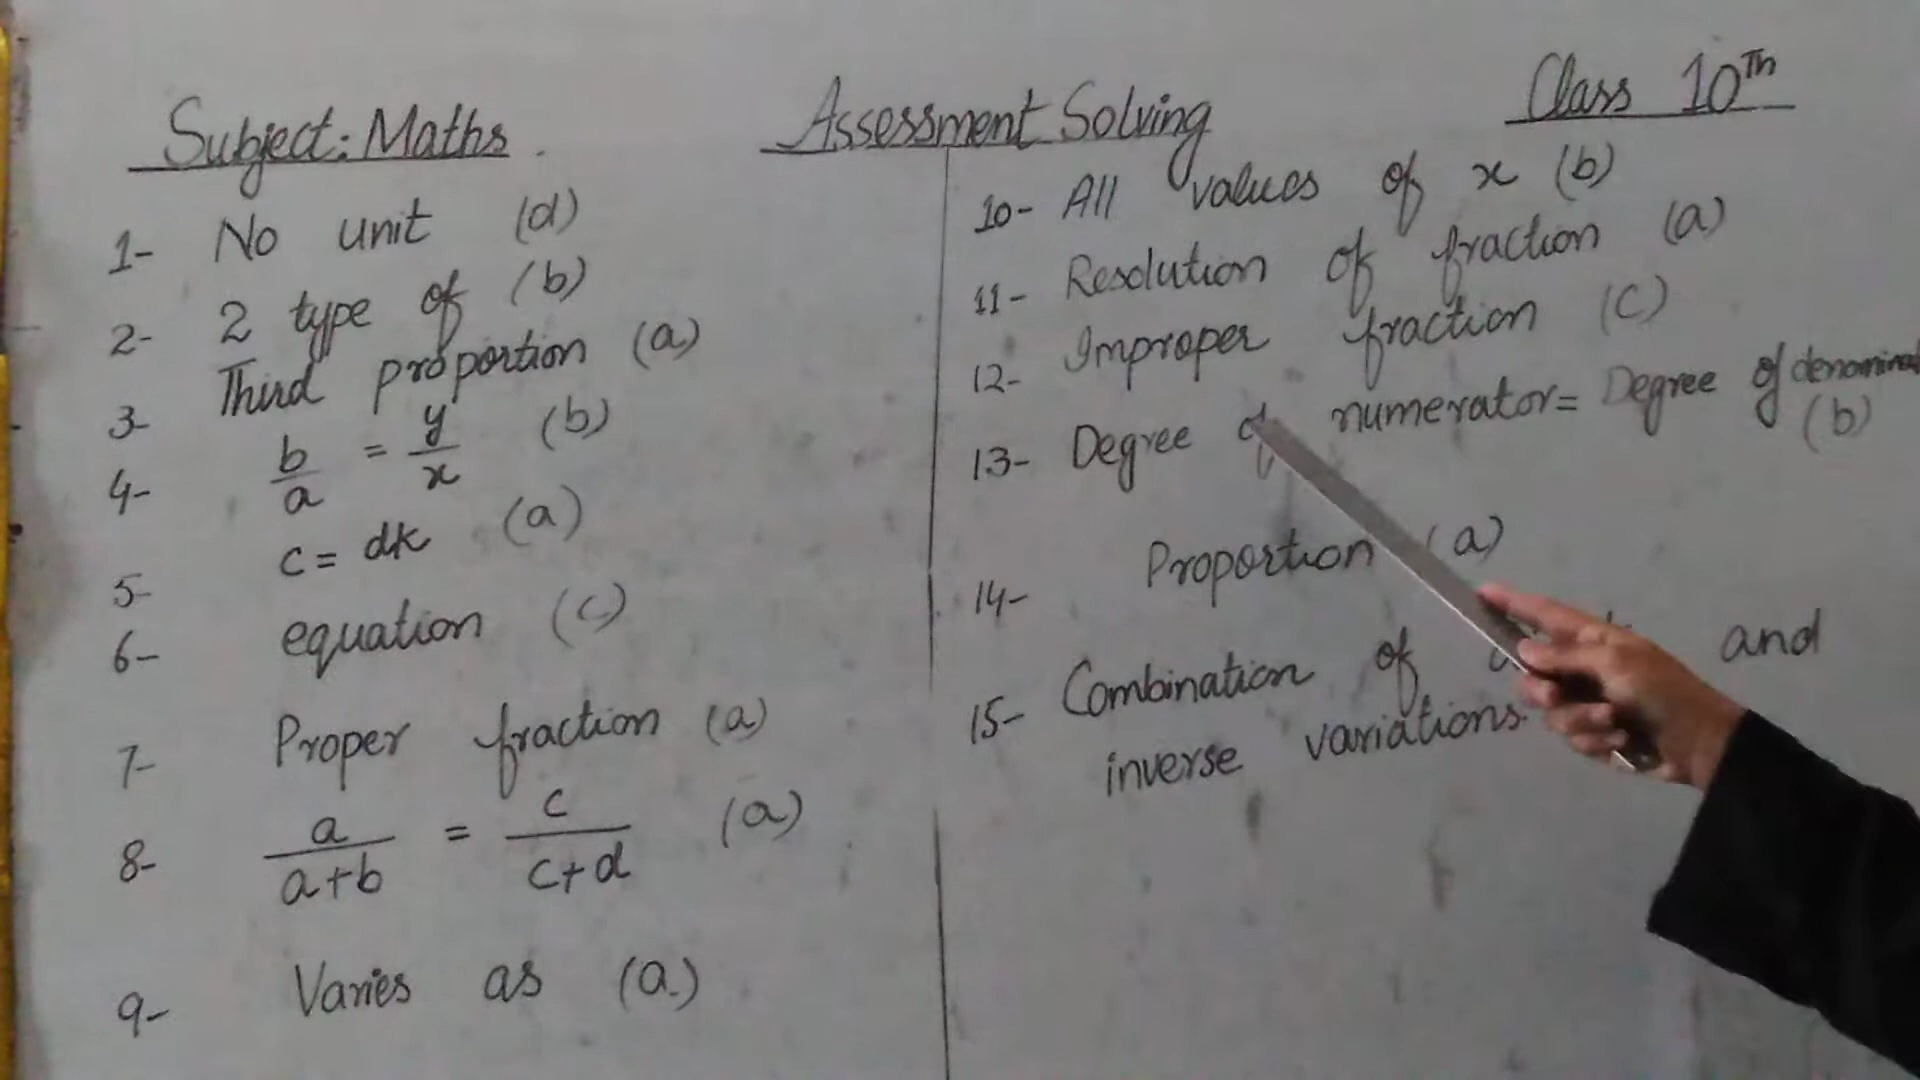 Subject: Maths
Assessment Solving
Class 10Th
1- No unit (d)
2- 2 type of (b)
3- Third proportion (a)
4- b/a = y/x (b)
5- c = dk (a)
6- equation (c)
7- Proper fraction (a)
8- a/a+b = c/c+d (a)
9- Varies as (a)
10- All values of x (b)
11- Resolution of fraction (a)
12- Improper fraction (c)
13- Degree of numerator = Degree of
(b)
14- Proportion (a)
15- Combination of and
inverse variations.